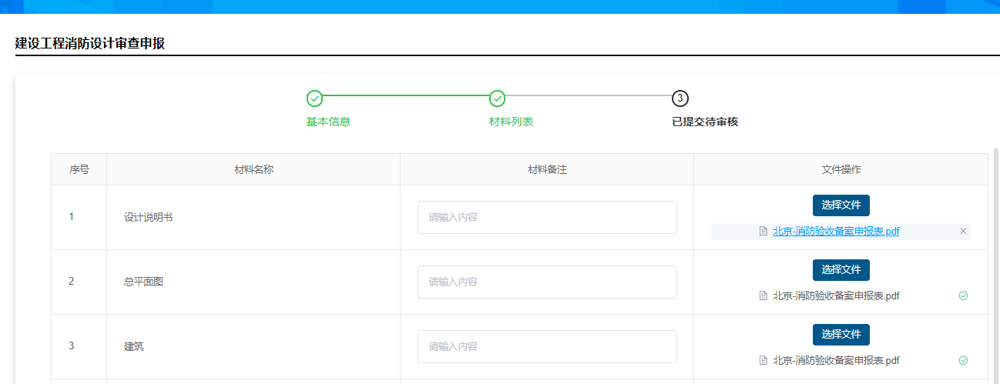 建设工程消防设计审查申报
3
基本信息
材料列表
已提交待审核
序号
材料名称
材料备注
文件操作
1
设计说明书
请输入内容
选择文件
北京-消防验收备案申报表.pdf
2
总平面图
请输入内容
选择文件
北京-消防验收备案申报表.pdf
3
建筑
请输入内容
选择文件
北京-消防验收备案申报表.pdf